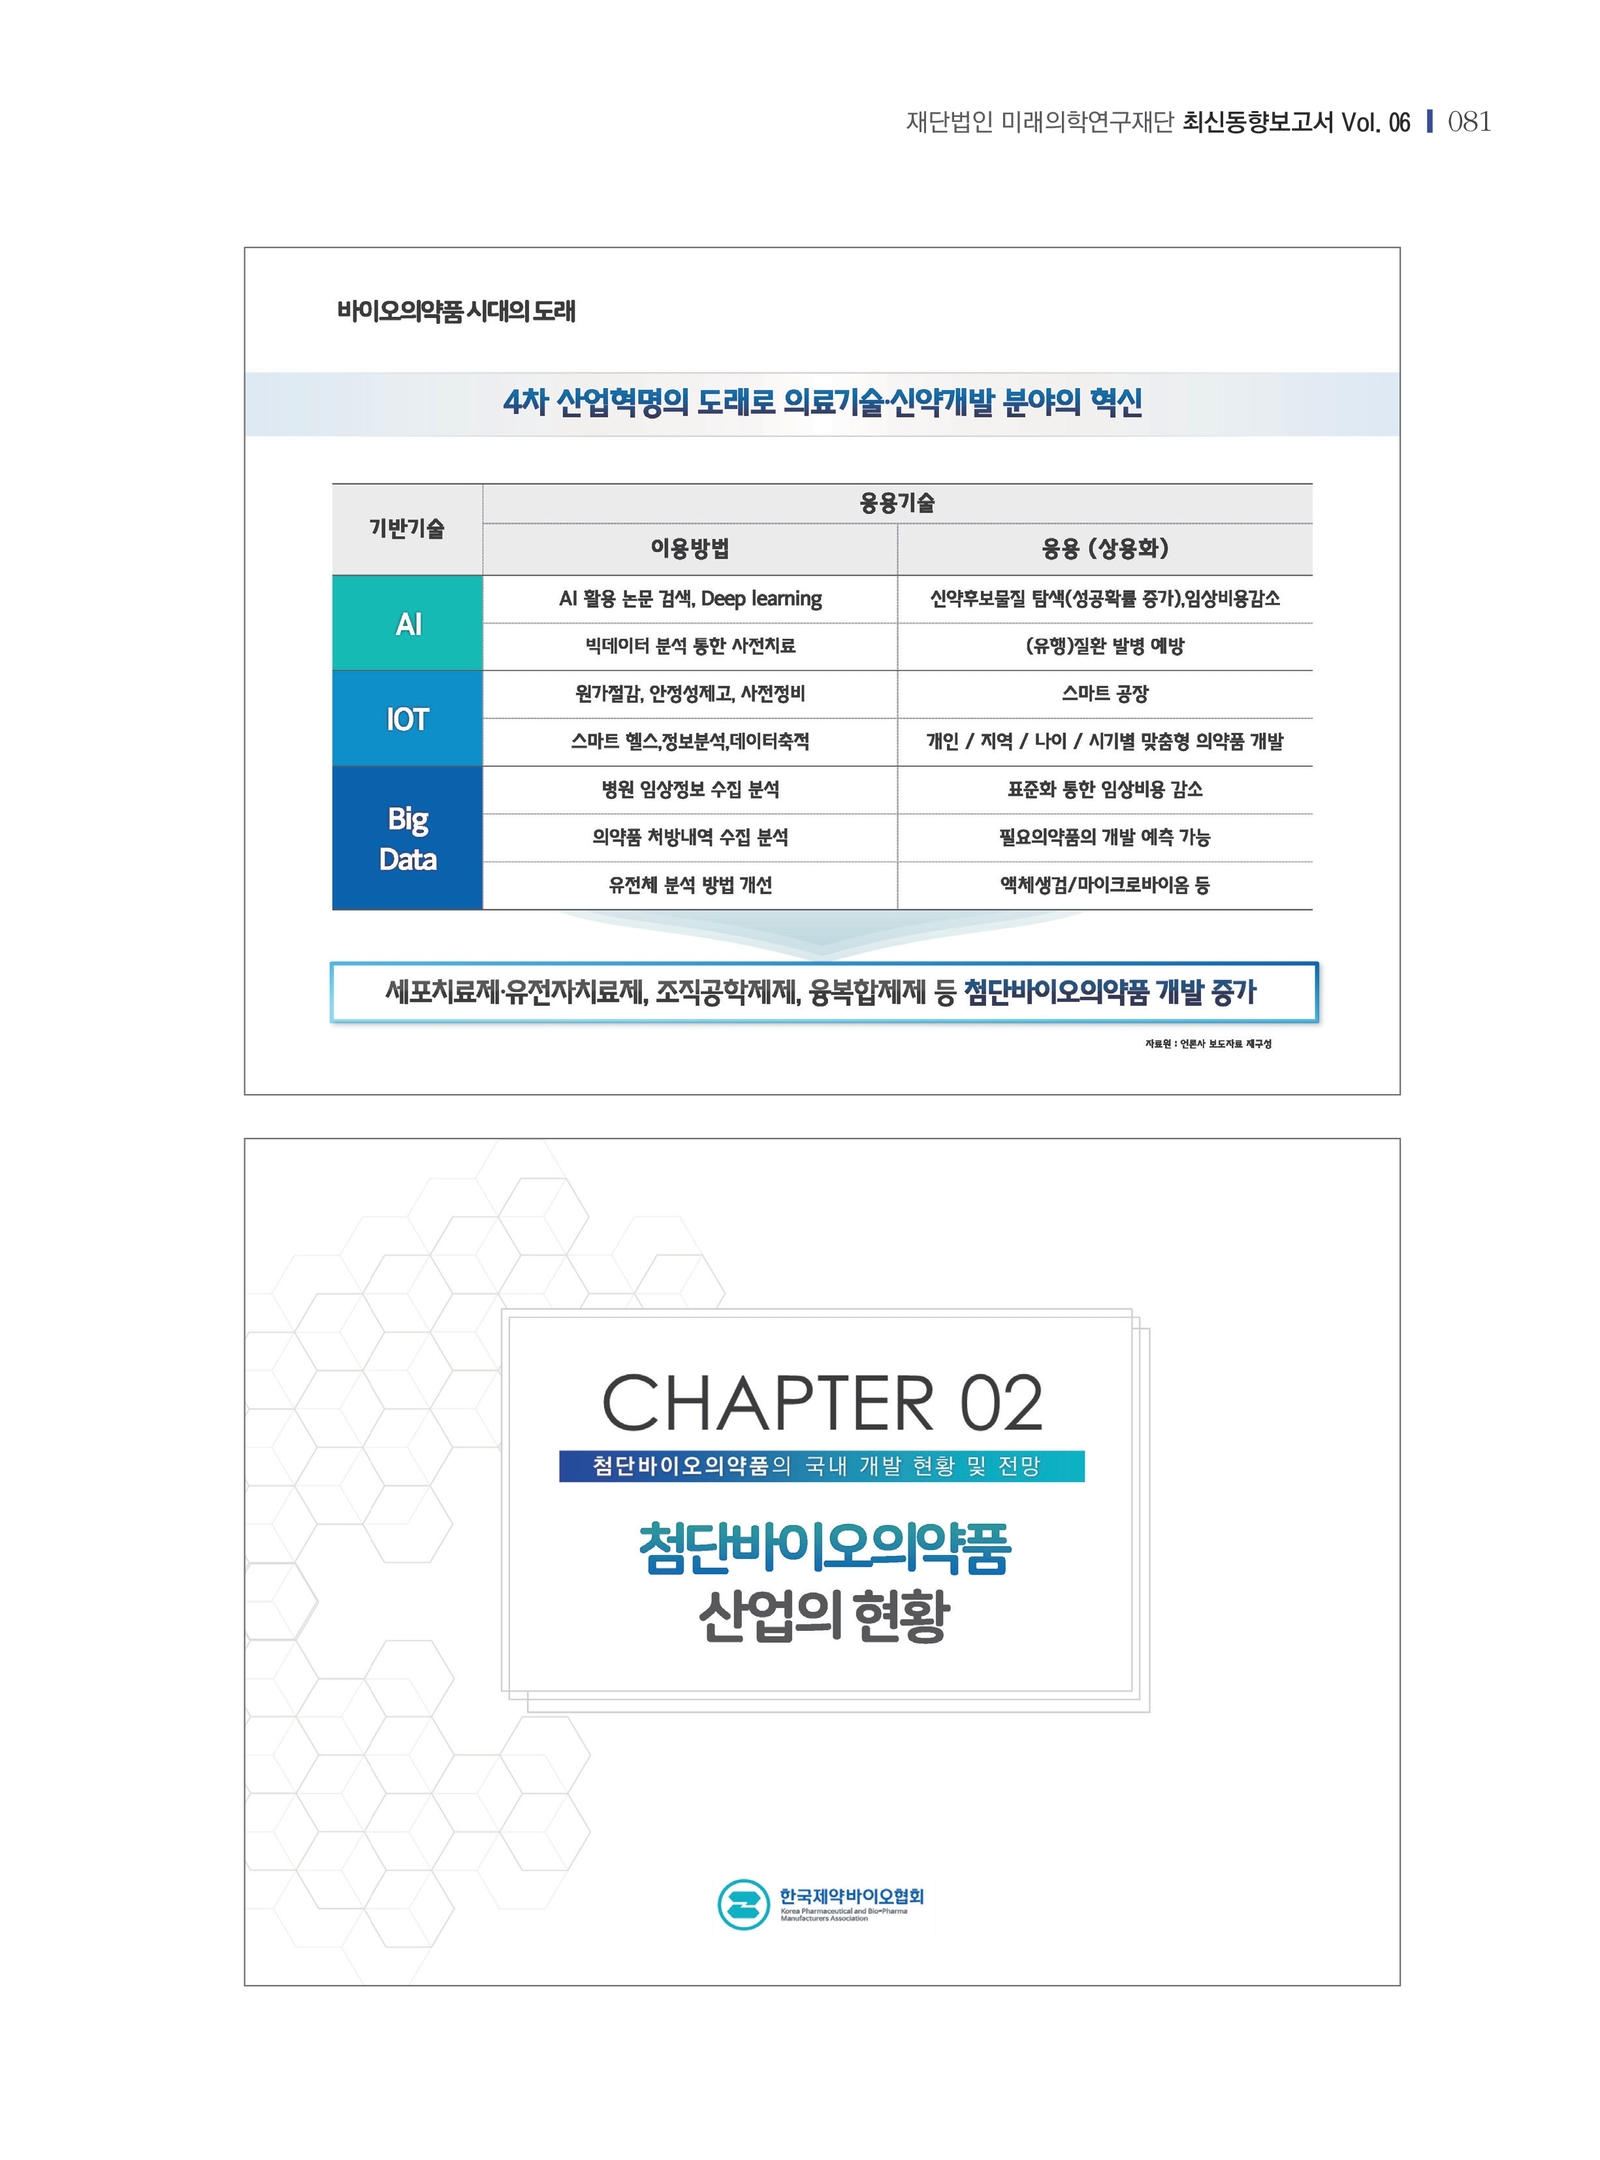 재단법인 미래의학연구재단 최신동향보고서 Vol. 06 081
바이오의약품 시대의 도래
4차 산업혁명의 도래로 의료기술·신약개발 분야의 혁신
기반기술
응용기술
이용방법
응용 (상용화)
AI
AI 활용 논문 검색, Deep learning
신약후보물질 탐색(성공확률 증가),임상비용감소
빅데이터 분석 통한 사전치료
(유행)질환 발병 예방
IOT
원가절감, 안정성제고, 사전정비
스마트 공장
스마트 헬스,정보분석,데이터축적
개인 / 지역 / 나이 / 시기별 맞춤형 의약품 개발
Big
Data
병원 임상정보 수집 분석
표준화 통한 임상비용 감소
의약품 처방내역 수집 분석
필요의약품의 개발 예측 가능
유전체 분석 방법 개선
액체생검/마이크로바이옴 등
세포치료제·유전자치료제, 조직공학제제, 융복합제제 등 첨단바이오의약품 개발 증가
자료원 : 언론사 보도자료 재구성
CHAPTER 02
첨단바이오의약품의 국내 개발 현황 및 전망
첨단바이오의약품
산업의 현황
한국제약바이오협회
Korea Pharmaceutical and Bio-Pharma
Manufacturers Association